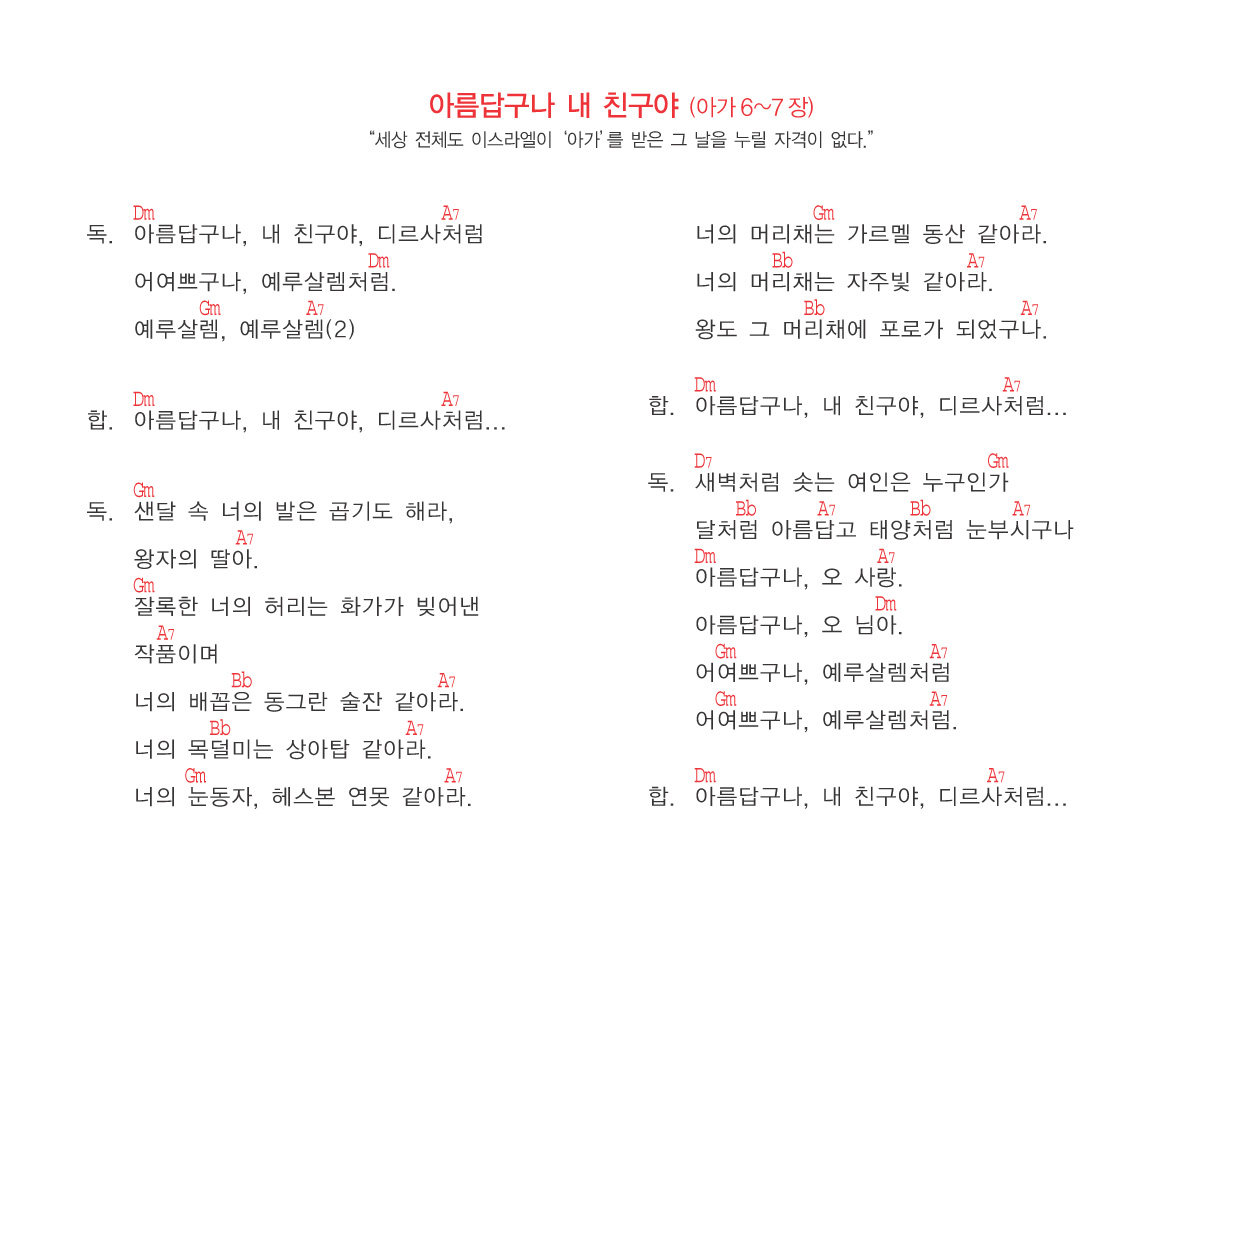 아름답구나 내 친구야 (아가 6~7 장)
“세상 전체도 이스라엘이 ‘아가’ 를 받은 그 날을 누릴 자격이 없다.”
Dm A7
독. 아름답구나, 내 친구야, 디르사처럼
Dm
어여쁘구나, 예루살렘처럼.
Gm A7
예루살렘, 예루살렘(2)
Dm A7
합. 아름답구나, 내 친구야, 디르사처럼...
Gm
독. 샌달 속 너의 발은 곱기도 해라,
A7
왕자의 딸아.
Gm
잘록한 너의 허리는 화가가 빚어낸
A7
작품이며
Bb A7
너의 배꼽은 동그란 술잔 같아라.
Bb A7
너의 목덜미는 상아탑 같아라.
Gm A7
너의 눈동자, 헤스본 연못 같아라.
Gm A7
너의 머리채는 가르멜 동산 같아라.
Bb A7
너의 머리채는 자주빛 같아라.
Bb A7
왕도 그 머리채에 포로가 되었구나.
Dm A7
합. 아름답구나, 내 친구야, 디르사처럼...
D7 Gm
독. 새벽처럼 솟는 여인은 누구인가
Bb A7 Bb A7
달처럼 아름답고 태양처럼 눈부시구나
Dm A7
아름답구나, 오 사랑.
Dm
아름답구나, 오 님아.
Gm A7
어여쁘구나, 예루살렘처럼
Gm A7
어여쁘구나, 예루살렘처럼.
Dm A7
합. 아름답구나, 내 친구야, 디르사처럼...